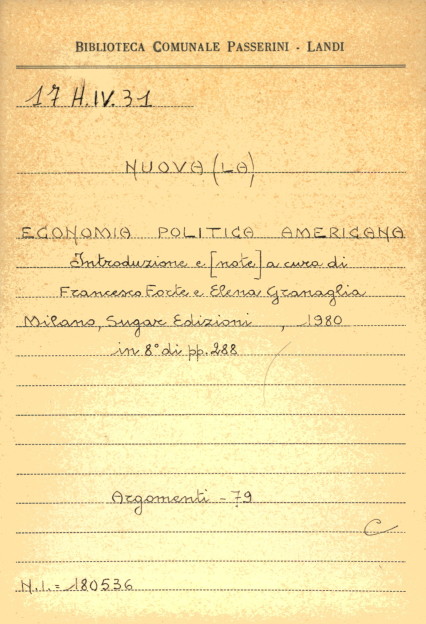 BIBLIOTECA COMUNALE PASSERINI - LANDI
17 H.IV.31
NUOVA (LA)
ECONOMIA POLITICA AMERICANA
Introduzione e [note] a cura di
Francesco Forte e Elena Granaglia
Milano, Sugar Edizioni , 1980
in 8° di pp. 288
Argomenti - 79
C
N.I. = 180536